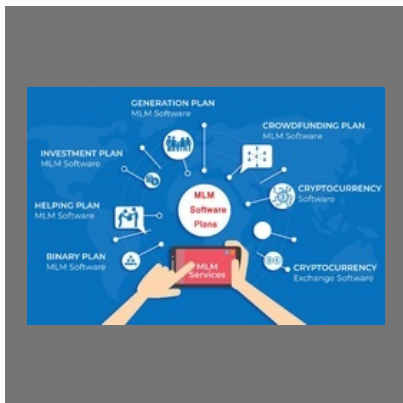 GENERATION PLAN
MLM Software
CROWDFUNDING PLAN
MLM Software
INVESTMENT PLAN
MLM Software
CRYPTOCURRENCY
Software
MLM
Software
Plans
HELPING PLAN
MLM Software
BINARY PLAN
MLM Software
MLM
Services
CRYPTOCURRENCY
Exchange Software